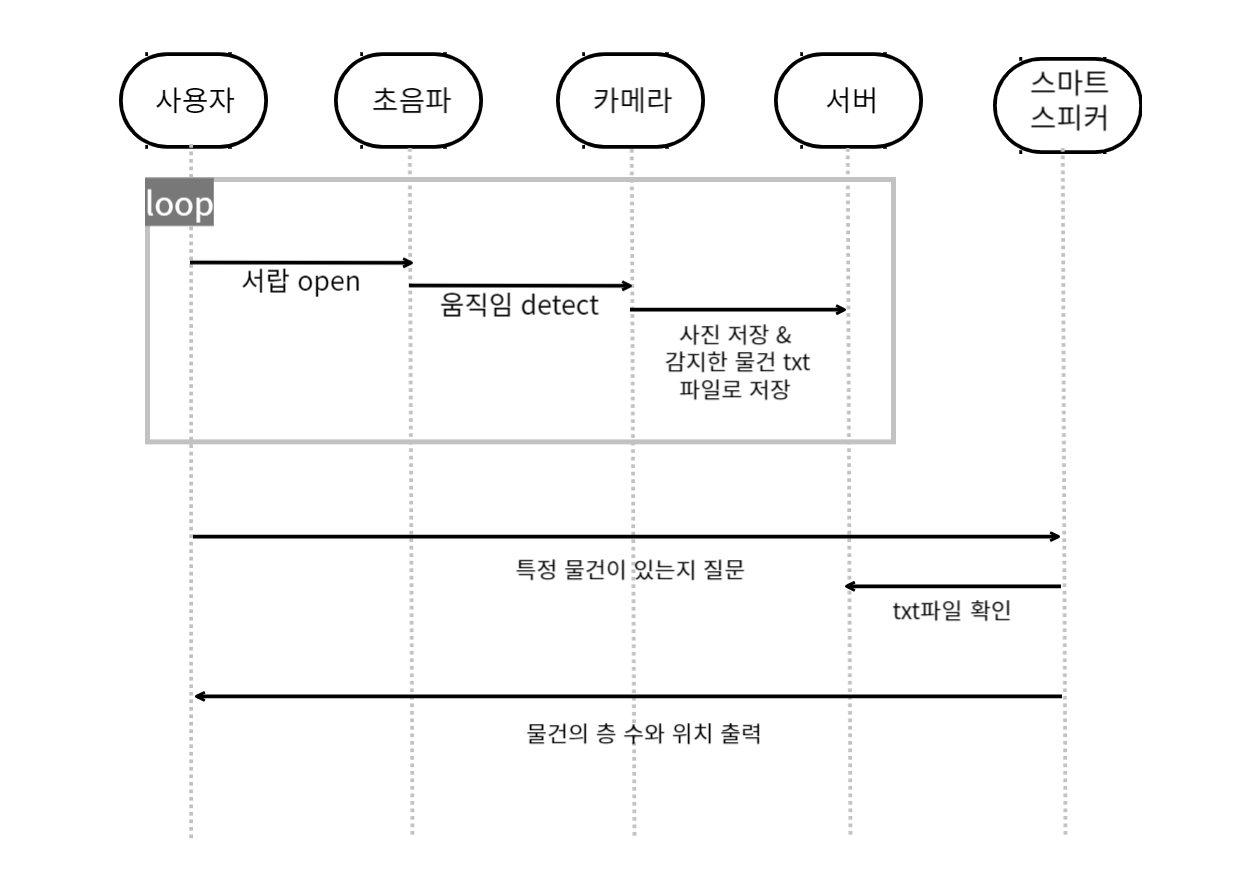 사용자
초음파
카메라
서버
스마트
스피커
loop
서랍 open
움직임 detect
사진 저장 &
감지한 물건 txt
파일로 저장
특정 물건이 있는지 질문
txt파일 확인
물건의 층 수와 위치 출력